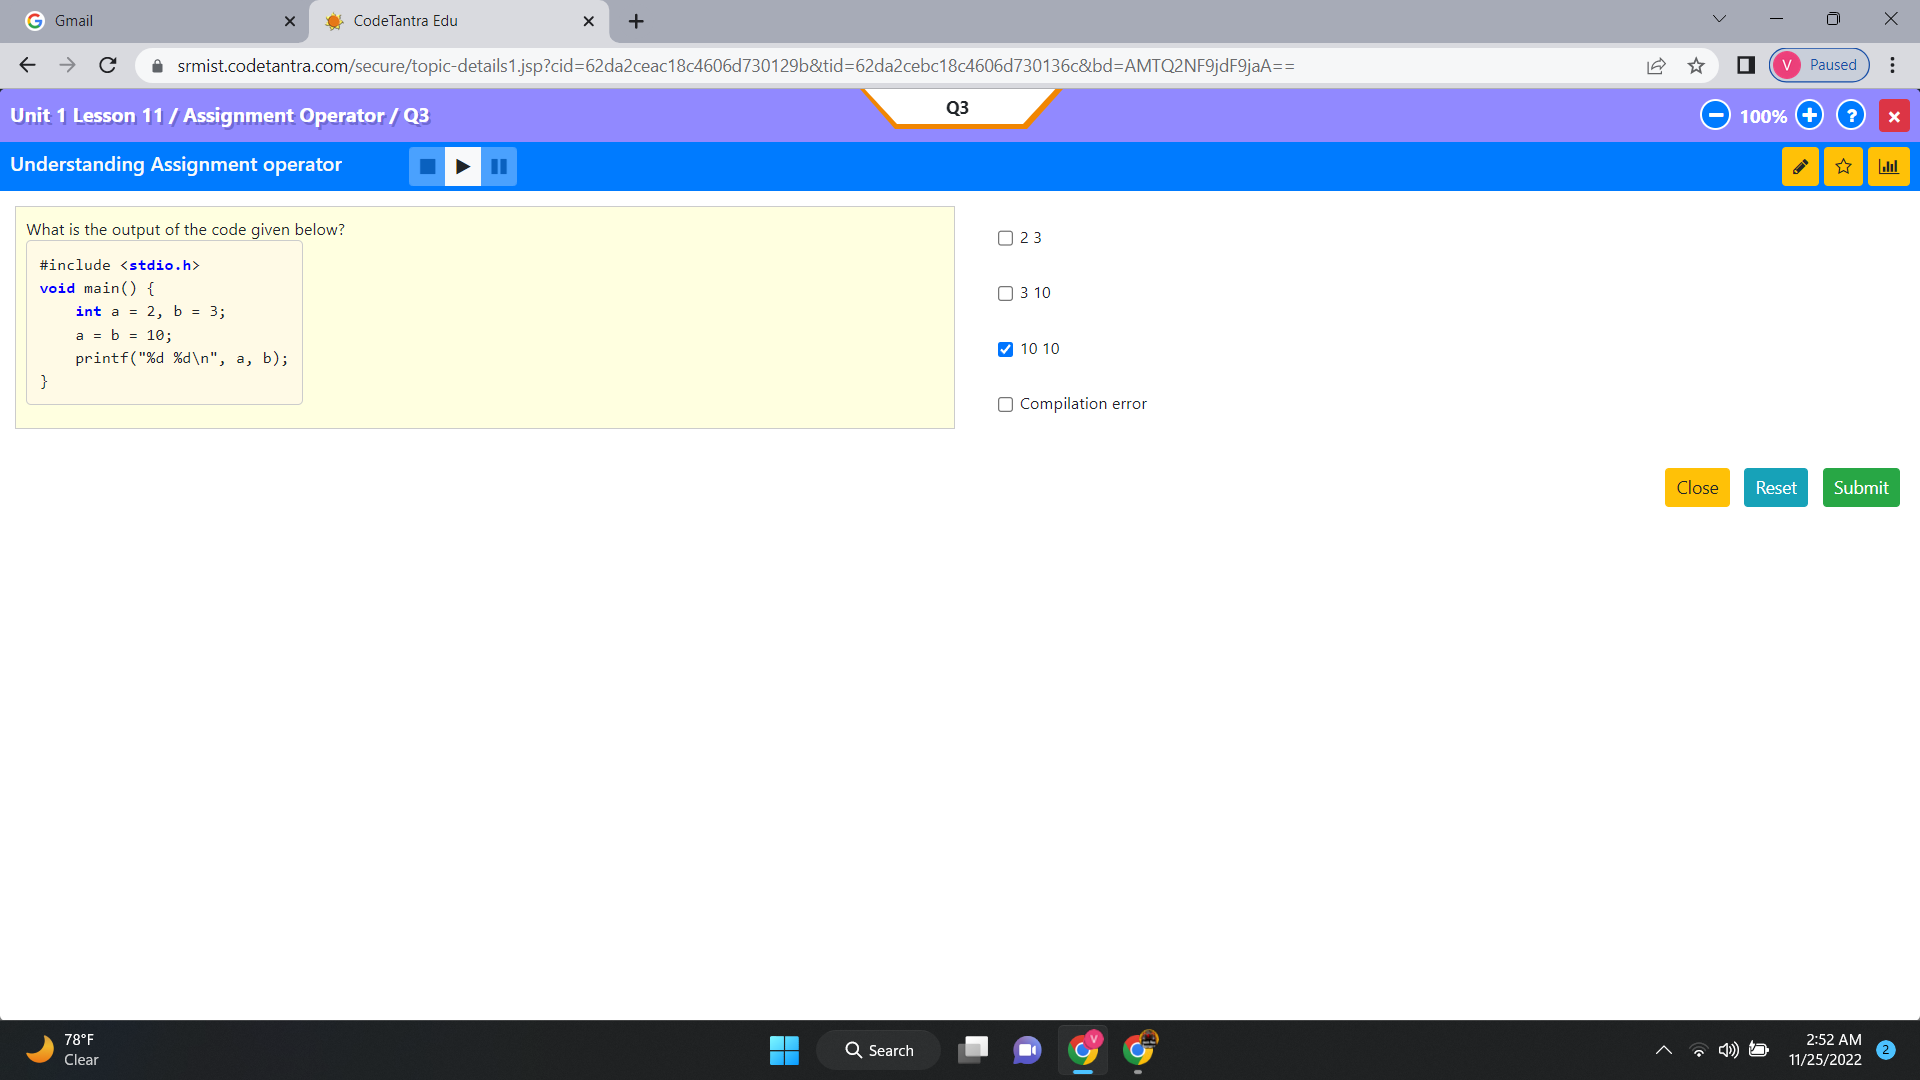 Gmail
CodeTantra Edu
srmist.codetantra.com/secure/topic-details1.jsp?cid=62da2ceac18c4606d730129b&tid=62da2cebc18c4606d730136c&bd=AMTQ2NF9jdF9jaA==
V Paused
Unit 1 Lesson 11 / Assignment Operator / Q3
Q3
100%
?
Understanding Assignment operator
What is the output of the code given below?
#include <stdio.h>
void main() {
int a = 2, b = 3;
a = b = 10;
printf("%d %d\n", a, b);
}
2 3
3 10
10 10
Compilation error
Close
Reset
Submit
78°F
Clear
Search
V
2:52 AM
11/25/2022
2